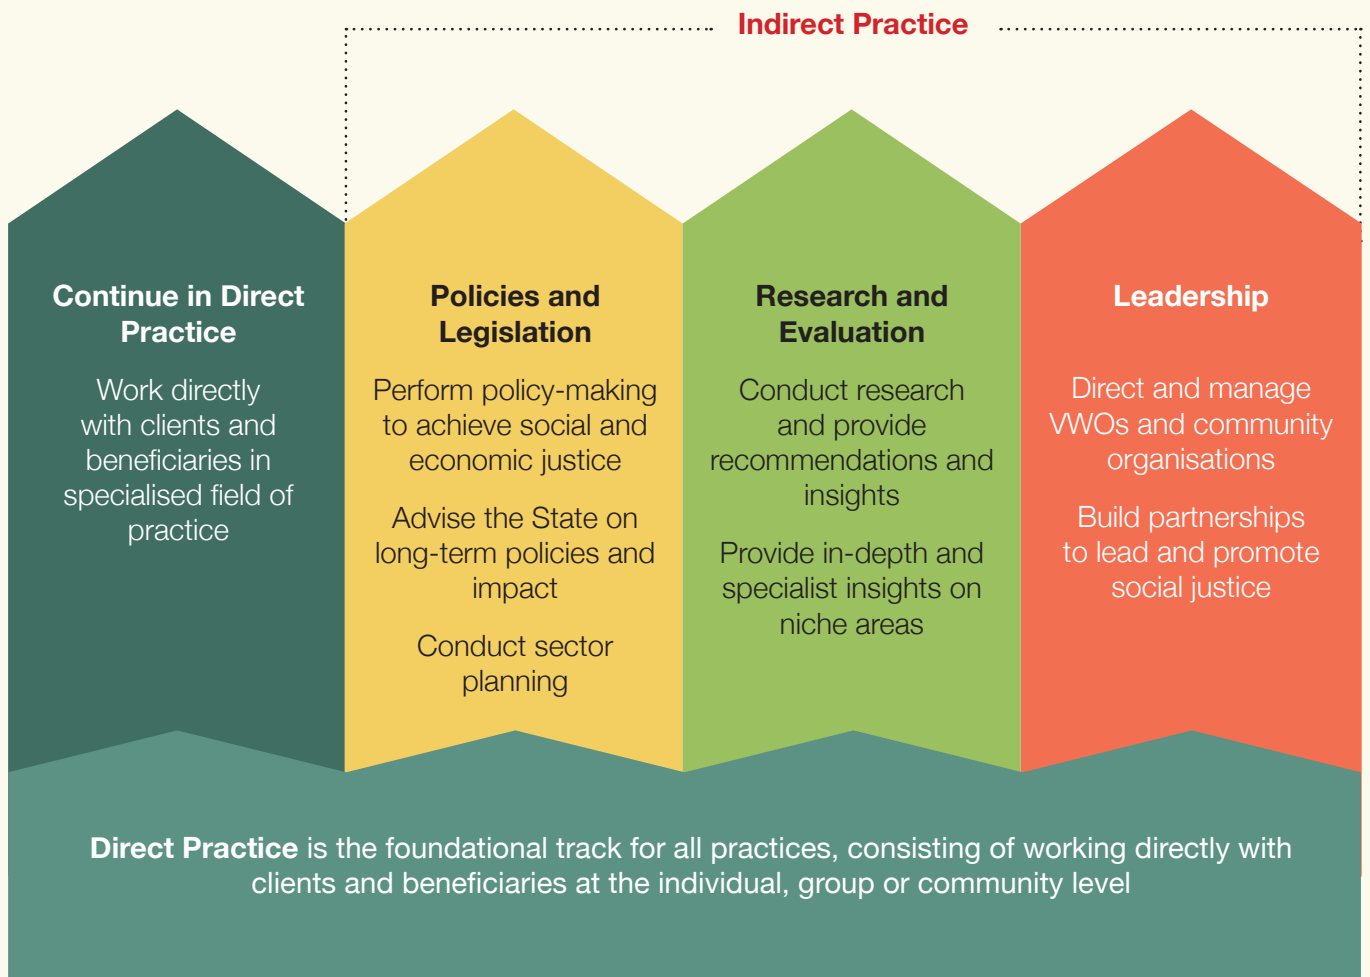 Indirect Practice
Continue in Direct
Practice
Work directly
with clients and
beneficiaries in
specialised field of
practice
Policies and
Legislation
Perform policy-making
to achieve social and
economic justice
Advise the State on
long-term policies and
impact
Conduct sector
planning
Research and
Evaluation
Conduct research
and provide
recommendations and
insights
Provide in-depth and
specialist insights on
niche areas
Leadership
Direct and manage
VWOs and community
organisations
Build partnerships
to lead and promote
social justice
Direct Practice is the foundational track for all practices, consisting of working directly with
clients and beneficiaries at the individual, group or community level